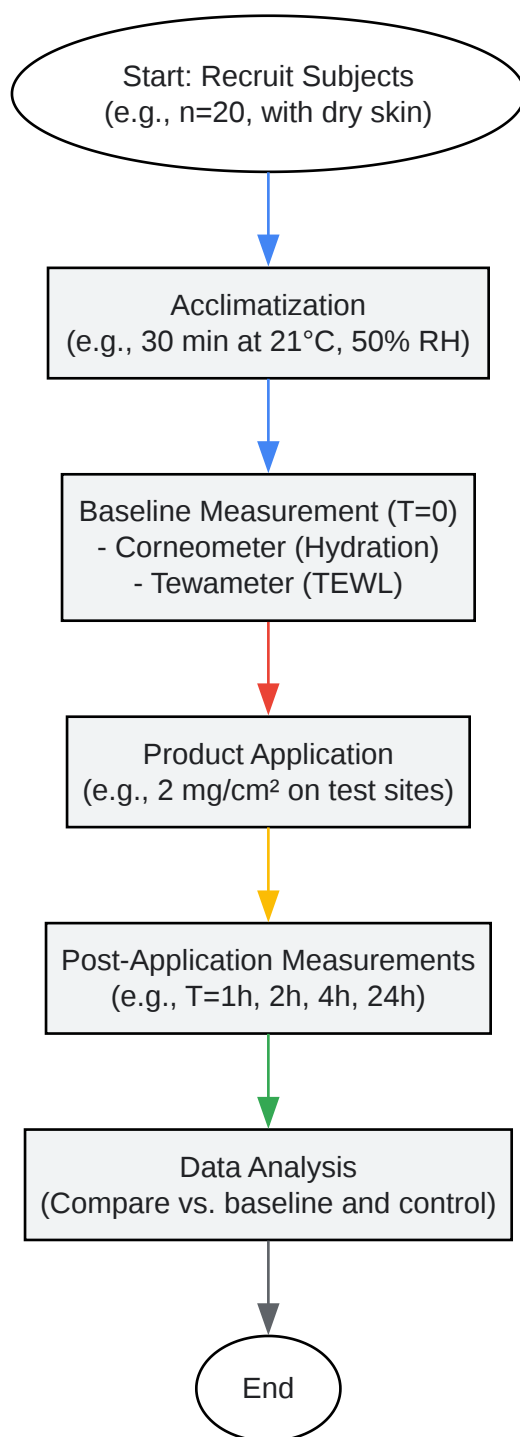 Start: Recruit Subjects
(e.g., n=20, with dry skin)
Acclimatization
(e.g., 30 min at 21°C, 50% RH)
Baseline Measurement (T=0)
- Corneometer (Hydration)
- Tewameter (TEWL)
Product Application
(e.g., 2 mg/cm² on test sites)
Post-Application Measurements
(e.g., T=1h, 2h, 4h, 24h)
Data Analysis
(Compare vs. baseline and control)
End